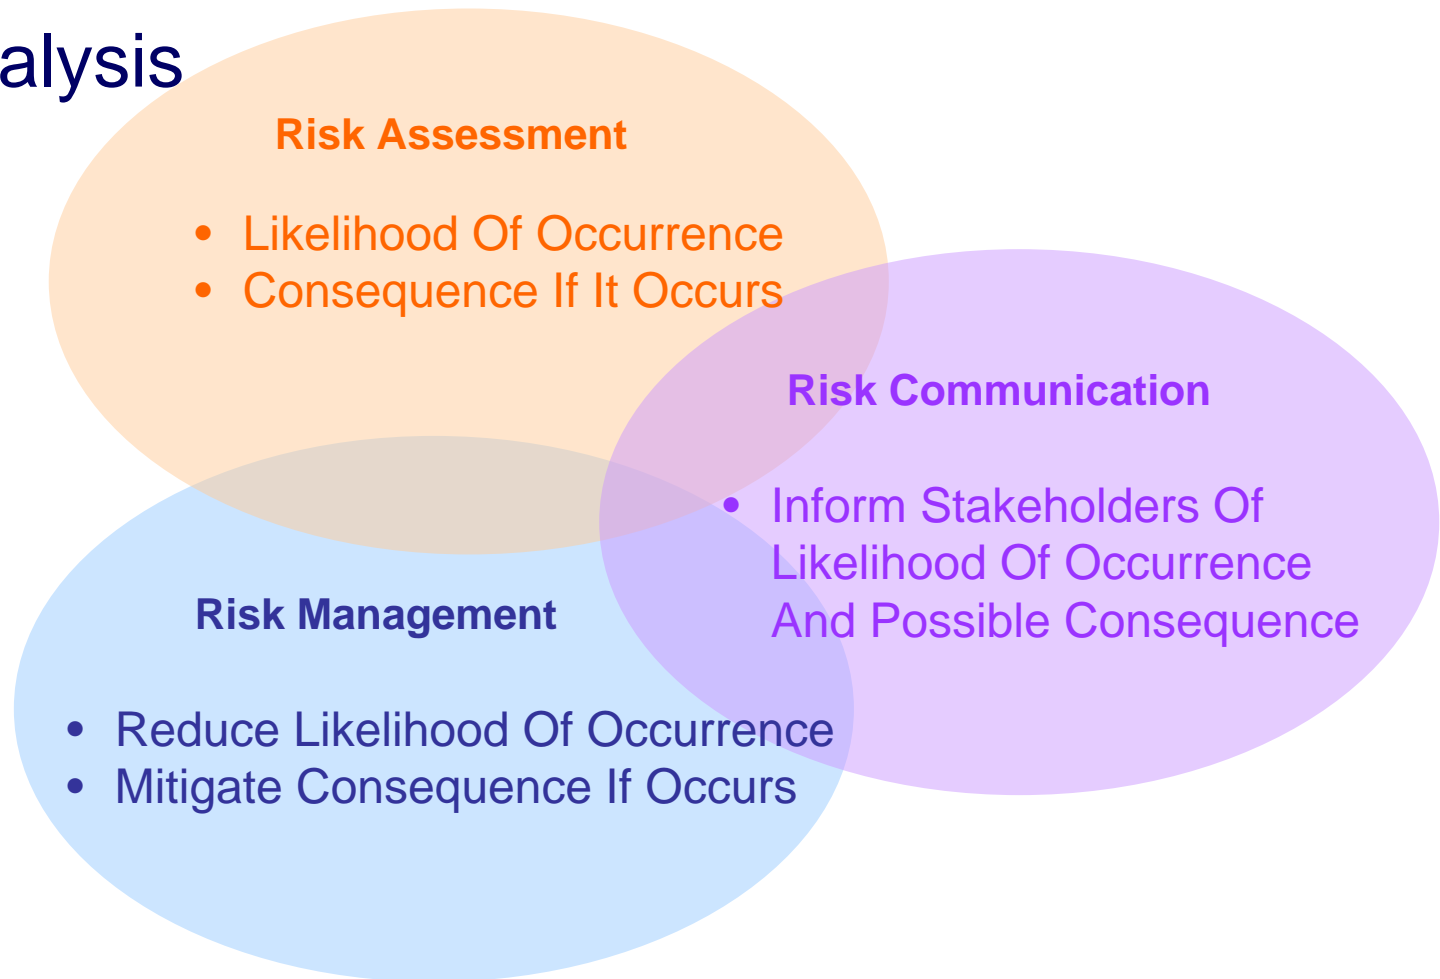 alysis
Risk Assessment
• Likelihood Of Occurrence
• Consequence If It Occurs
Risk Communication
• Inform Stakeholders Of
Likelihood Of Occurrence
And Possible Consequence
Risk Management
• Reduce Likelihood Of Occurrence
• Mitigate Consequence If Occurs